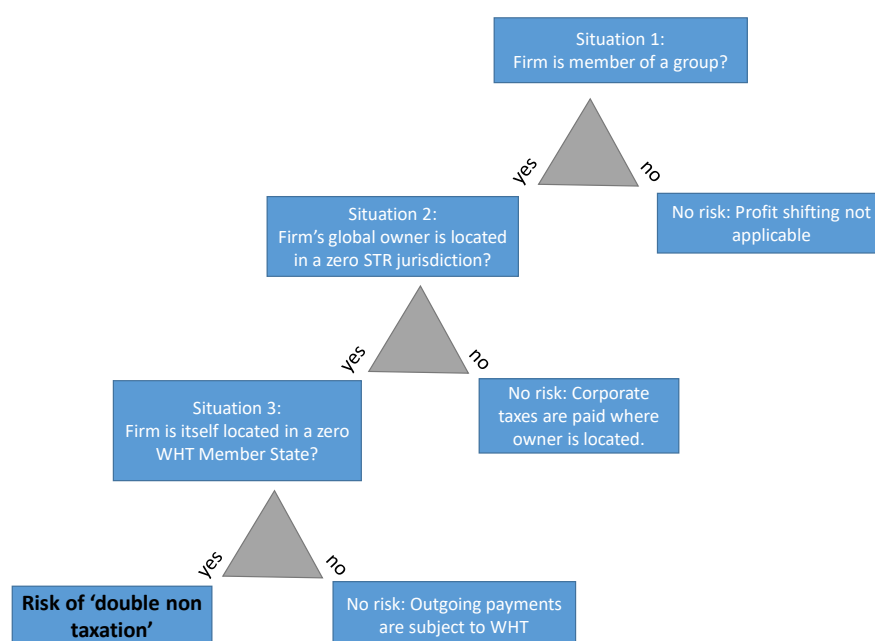 Situation 1:
Firm is member of a group?
yes
no
No risk: Profit shifting not
applicable
Situation 2:
Firm's global owner is located
in a zero STR jurisdiction?
yes
no
No risk: Corporate
taxes are paid where
owner is located.
Situation 3:
Firm is itself located in a zero
WHT Member State?
yes
no
Risk of ‘double non
taxation’
No risk: Outgoing payments
are subject to WHT